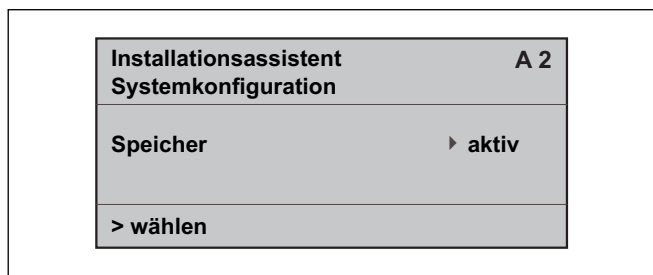 Installationsassistent A 2
Systemkonfiguration
Speicher aktiv
> wählen